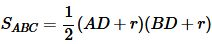 S_{ABC} = \frac{1}{2}(AD + r)(BD + r)